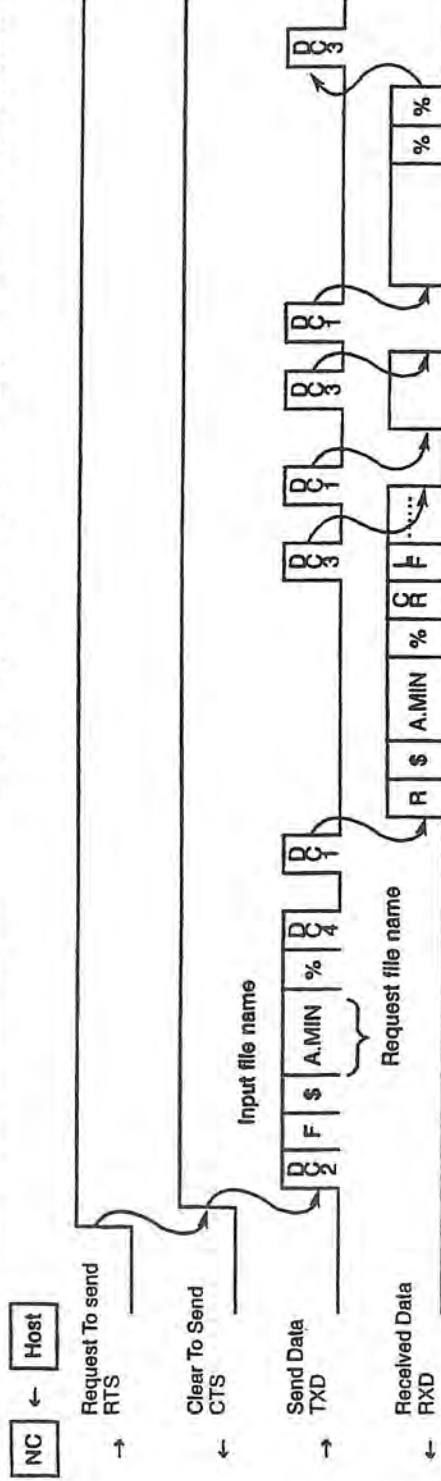 NC ← Host
Request To send
RTS
→
Clear To Send
CTS
←
Input file name
Send Data
TXD
→
DC2 F $ A.MIN % DC4 DC1 DC3 DC1 DC3 DC1 DC3
Request file name
Received Data
RXD
←
R $ A.MIN % CR LF ...... % %